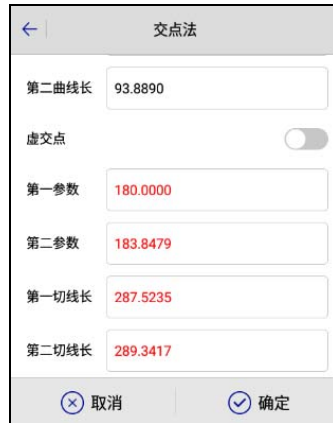 交点法
第二曲线长 93.8890
虚交点
第一参数 180.0000
第二参数 183.8479
第一切线长 287.5235
第二切线长 289.3417
取消 确定